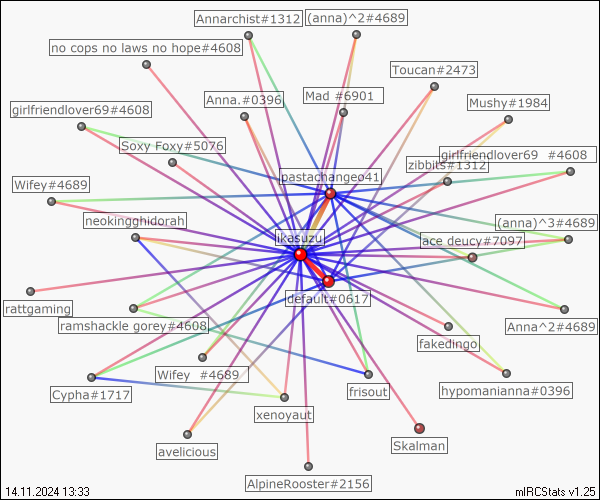 Annarchist#1312
(anna)^2#4689
no cops no laws no hope#4608
Toucan#2473
Anna.#0396
Mad #6901
Mushy#1984
girlfriendlover69#4608
Soxy Foxy#5076
girlfriendlover69 #4608
zibbits#1312
pastachangeo41
Wifey#4689
neokingghidorah
(anna)^3#4689
ikasuzu
ace deucy#7097
default#0617
rattgaming
ramshackle gorey#4608
Anna^2#4689
fakedingo
Wifey #4689
Cypha#1717
frisout
hypomanianna#0396
xenoyaut
Skalman
avelicious
AlpineRooster#2156
14.11.2024 13:33
mIRCStats v1.25